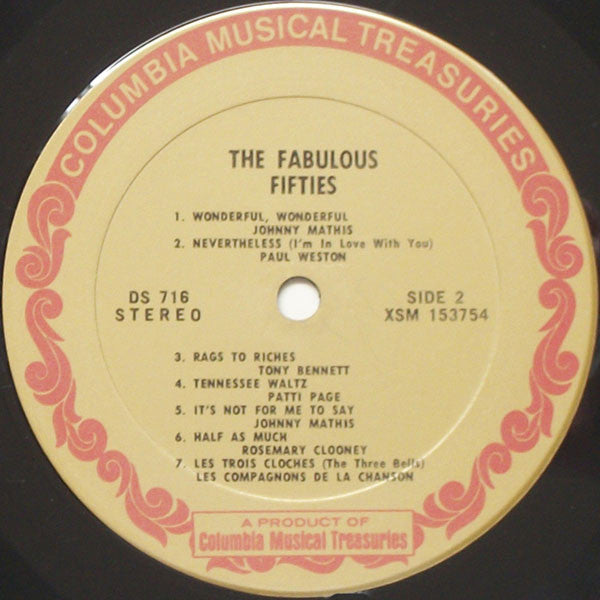 COLUMBIA MUSICAL TREASURIES
THE FABULOUS
FIFTIES
1. WONDERFUL, WONDERFUL
JOHNNY MATHIS
2. NEVERTHELESS (I'm In Love With You)
PAUL WESTON
DS 716
STEREO
SIDE 2
XSM 153754
3. RAGS TO RICHES
TONY BENNETT
4. TENNESSEE WALTZ
PATTI PAGE
5. IT'S NOT FOR ME TO SAY
JOHNNY MATHIS
6. HALF AS MUCH
ROSEMARY CLOONEY
7. LES TROIS CLOCHES (The Three Bells)
LES COMPAGNONS DE LA CHANSON
A PRODUCT OF
Columbia Musical Treasuries